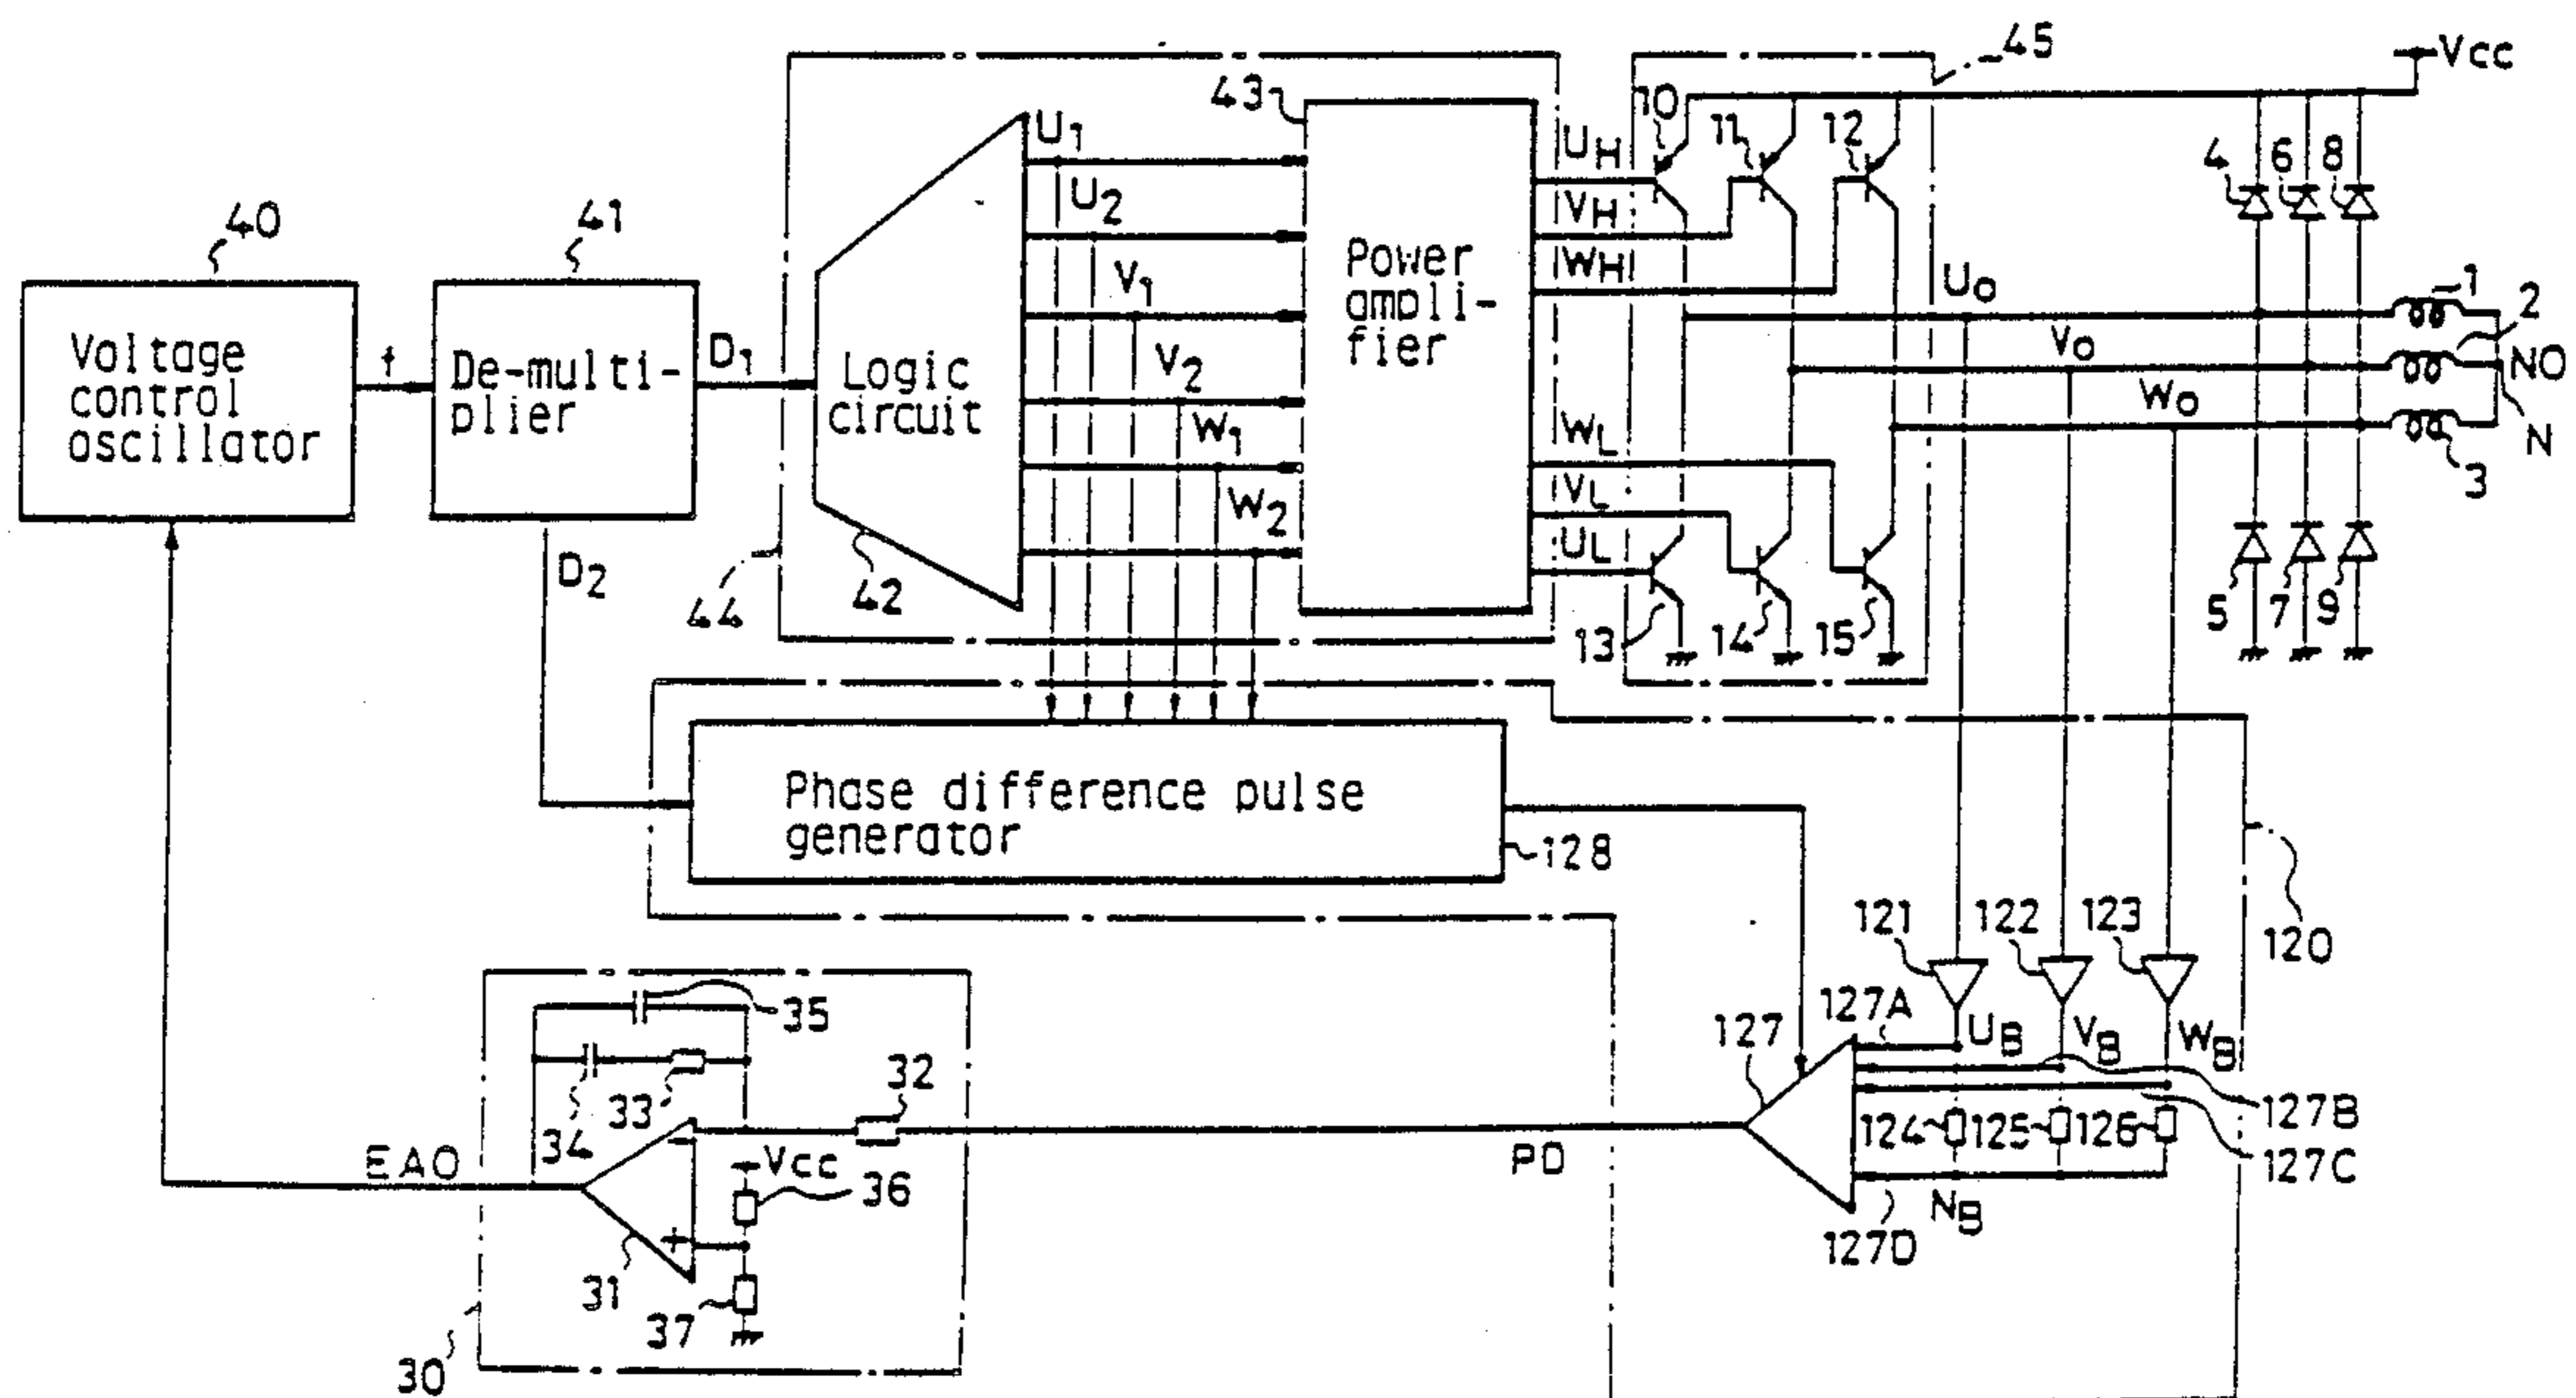 45
Vcc
43
10
11
12
U1
UH
4
6
8
U2
VH
40
41
WH
V1
Power
ampli-
fier
UO
1
2
Voltage
control
oscillator
f
De-multi-
plier
D1
Logic
circuit
V2
VO
NO
W1
WO
N
WL
3
W2
VL
D2
UL
44
42
13
14
15
5
7
9
Phase difference pulse
generator
128
121
122
123
120
35
127A
127
UB
VB
WB
32
33
34
127B
124
125
126
127C
EAO
Vcc
36
PD
NB
127D
31
37
30
−
+